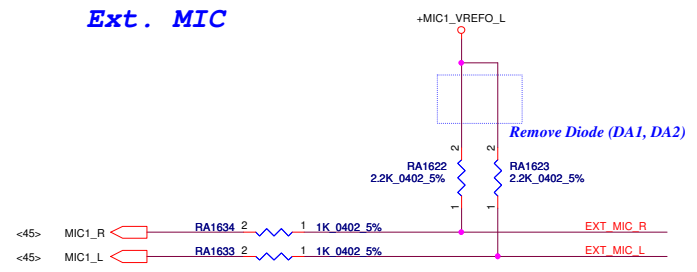 Ext. MIC
+MIC1_VREFO_L
Remove Diode (DA1, DA2)
2 2
RA1622 RA1623
2.2K_0402_5% 2.2K_0402_5%
1 1
<45> MIC1_R RA1634 2 1 1K_0402_5% EXT_MIC_R
<45> MIC1_L RA1633 2 1 1K_0402_5% EXT_MIC_L